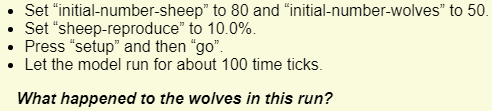 • Set “initial-number-sheep” to 80 and “initial-number-wolves” to 50.
• Set “sheep-reproduce” to 10.0%.
• Press “setup” and then “go”.
• Let the model run for about 100 time ticks.
What happened to the wolves in this run?